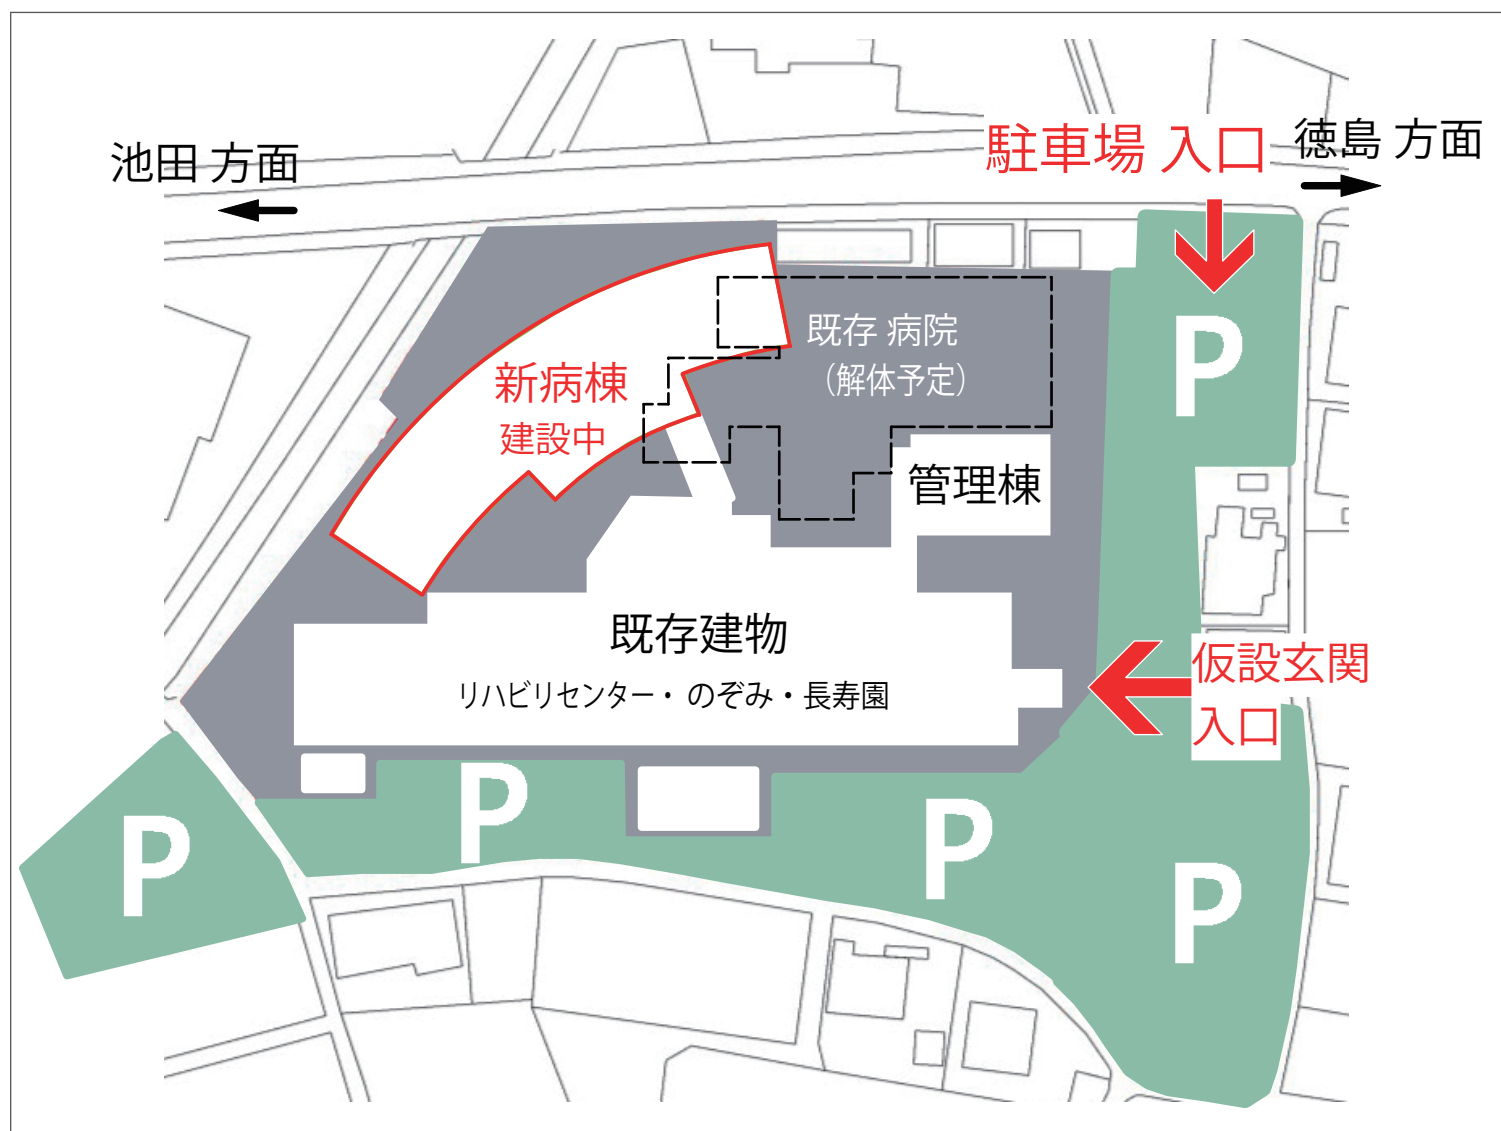 池田 方面
駐車場 入口
徳島 方面
既存 病院
（解体予定）
P
新病棟
建設中
管理棟
既存建物
リハビリセンター・のぞみ・長寿園
仮設玄関
入口
P
P
P
P